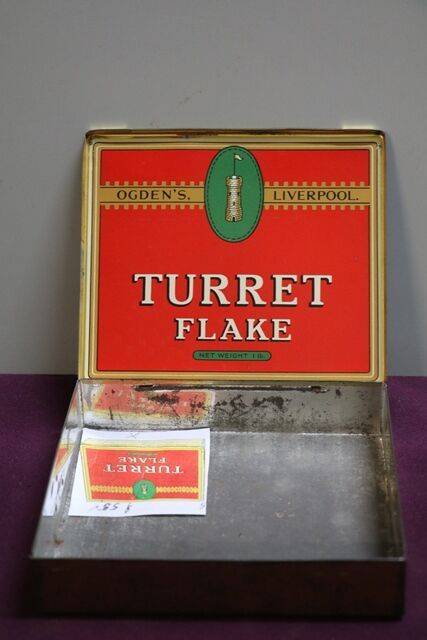 OGDEN'S, LIVERPOOL.
TURRET
FLAKE
NET WEIGHT 1 lb.
TURRET
FLAKE